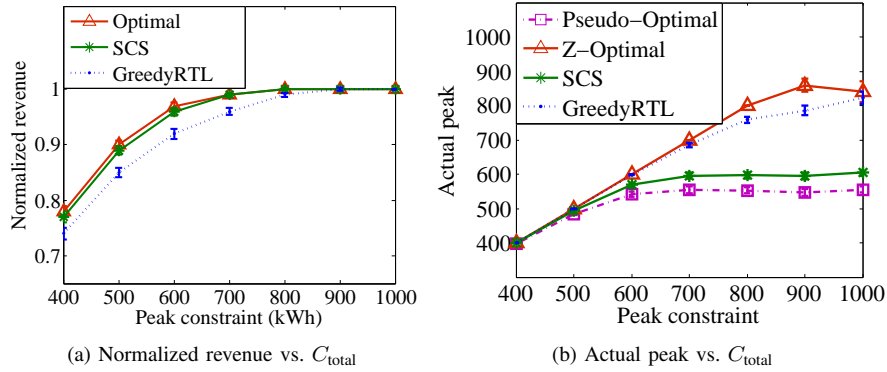 Optimal
SCS
GreedyRTL
Normalized revenue
1
0.9
0.8
0.7
400 500 600 700 800 900 1000
Peak constraint (kWh)
(a) Normalized revenue vs. C_total
Pseudo-Optimal
Z-Optimal
SCS
GreedyRTL
Actual peak
1000
900
800
700
600
500
400
400 500 600 700 800 900 1000
Peak constraint
(b) Actual peak vs. C_total